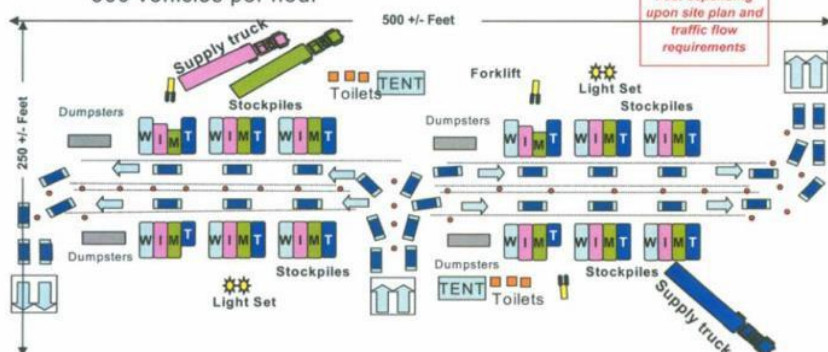 500 +/- Feet
upon site plan and
traffic flow
requirements
250 +/- Feet
Supply truck
Toilets
TENT
Forklift
Light Set
Stockpiles
Stockpiles
Dumpsters
Dumpsters
W I M T
W I M T
W I M T
W I M T
W I M T
W I M T
W I M T
W I M T
W I M T
W I M T
W I M T
W I M T
Dumpsters
Stockpiles
Light Set
Dumpsters
TENT
Toilets
Stockpiles
Supply truck